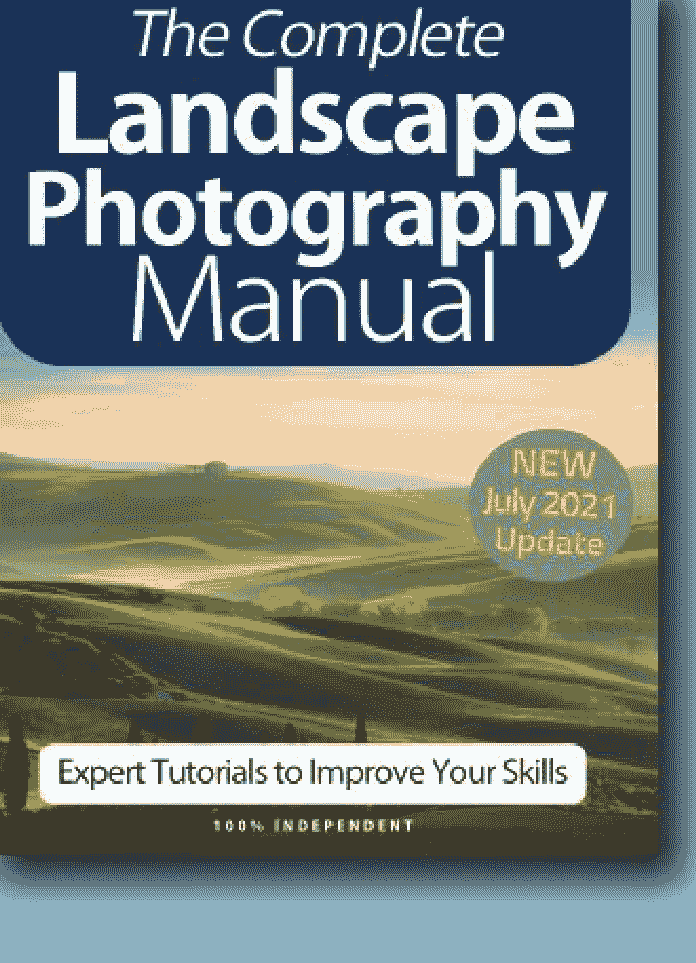 The Complete
Landscape
Photography
Manual
NEW
July 2021
Update
Expert Tutorials to Improve Your Skills
100% INDEPENDENT